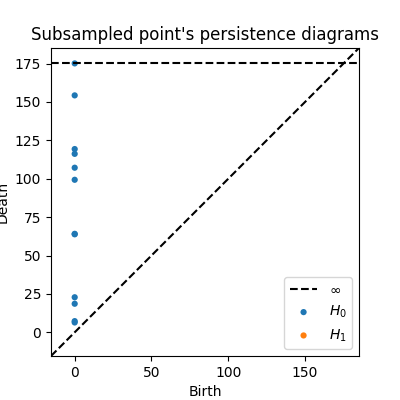 Subsampled point's persistence diagrams
175
150
125
100
75
50
25
0
Death
∞
H₀
H₁
0 50 100 150
Birth